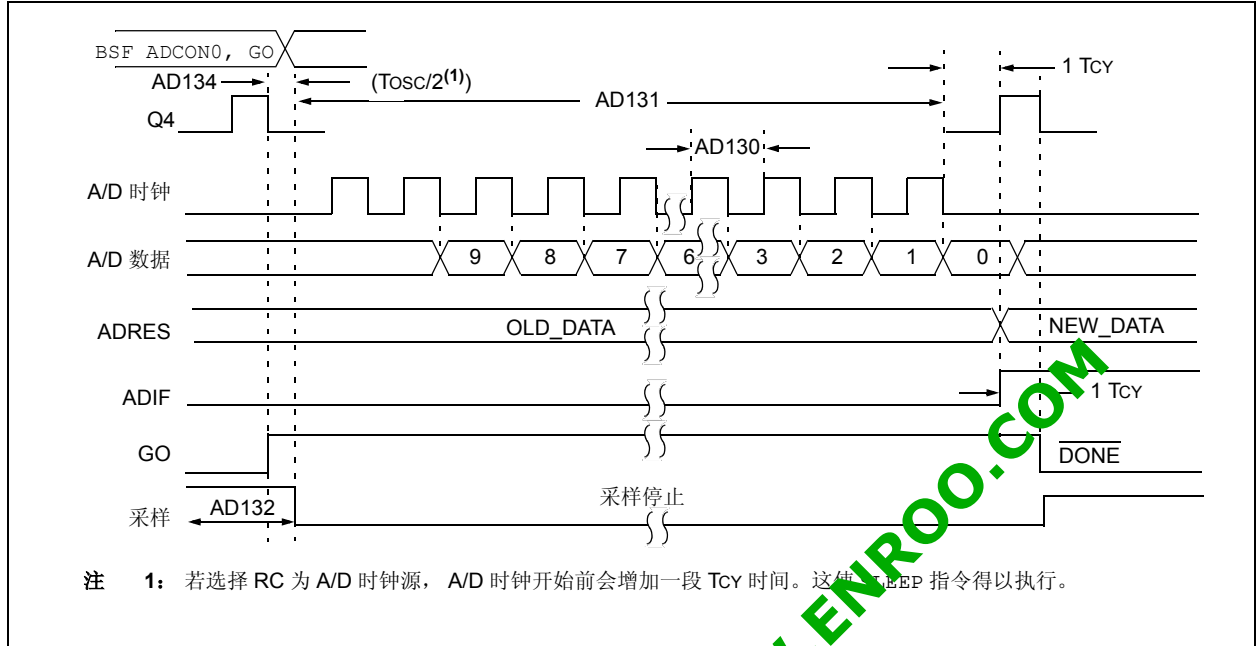 BSF ADCON0, GO
AD134
(TOSC/2(1))
1 TCY
AD131
Q4
AD130
A/D 时钟
A/D 数据
9 8 7 6 3 2 1 0
ADRES
OLD_DATA
NEW_DATA
ADIF
1 TCY
GO
DONE
采样
AD132
采样停止
注 1： 若选择 RC 为 A/D 时钟源， A/D 时钟开始前会增加一段 TCY 时间。这使 SLEEP 指令得以执行。
ENROO.COM